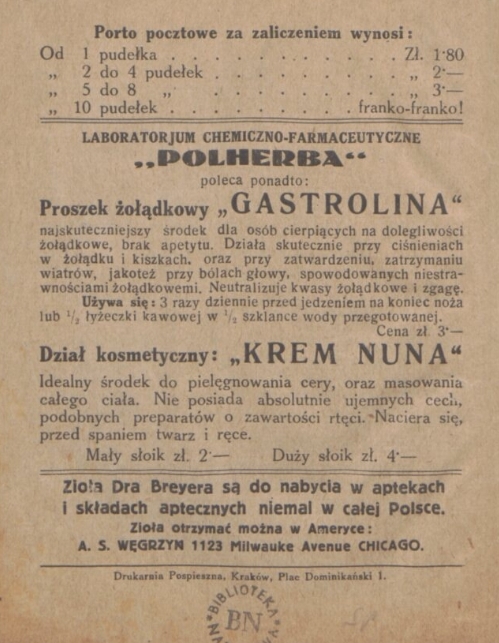 Porto pocztowe za zaliczeniem wynosi:
Od 1 pudełka . . . . . . . . . . Zł. 1·80
„ 2 do 4 pudełek . . . . . . . . „ 2·—
„ 5 do 8 „ . . . . . . . . „ 3·—
„ 10 pudełek . . . . . . . . franko-franko!
LABORATORJUM CHEMICZNO-FARMACEUTYCZNE
„POLHERBA“
poleca ponadto:
Proszek żołądkowy „GASTROLINA“
najskuteczniejszy środek dla osób cierpiących na dolegliwości
żołądkowe, brak apetytu. Działa skutecznie przy ciśnieniach
w żołądku i kiszkach, oraz przy zatwardzeniu, zatrzymaniu
wiatrów, jakoteż przy bólach głowy, spowodowanych niestra-
wnościami żołądkowemi. Neutralizuje kwasy żołądkowe i zgagę.
Używa się: 3 razy dziennie przed jedzeniem na koniec noża
lub ½ łyżeczki kawowej w ½ szklance wody przegotowanej.
Cena zł. 3·—
Dział kosmetyczny: „KREM NUNA“
Idealny środek do pielęgnowania cery, oraz masowania
całego ciała. Nie posiada absolutnie ujemnych cech,
podobnych preparatów o zawartości rtęci. Naciera się,
przed spaniem twarz i ręce.
Mały słoik zł. 2·— Duży słoik zł. 4·—
Zioła Dra Breyera są do nabycia w aptekach
i składach aptecznych niemal w całej Polsce.
Zioła otrzymać można w Ameryce:
A. S. WĘGRZYN 1123 Milwauke Avenue CHICAGO.
Drukarnia Pospieszna, Kraków, Plac Dominikański 1.
BIBLIOTEKA
BN